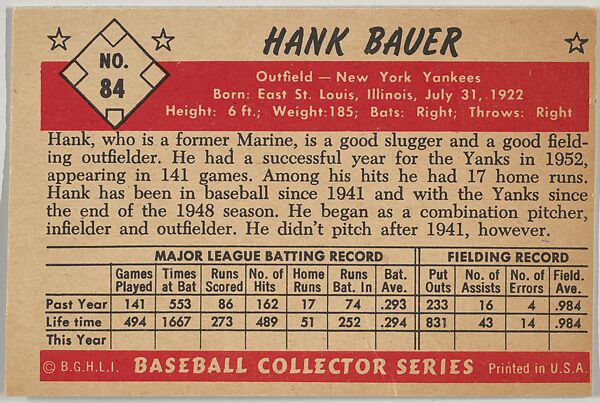 NO.
84
HANK BAUER
Outfield — New York Yankees
Born: East St. Louis, Illinois, July 31, 1922
Height: 6 ft.; Weight:185; Bats: Right; Throws: Right
Hank, who is a former Marine, is a good slugger and a good field-
ing outfielder. He had a successful year for the Yanks in 1952,
appearing in 141 games. Among his hits he had 17 home runs.
Hank has been in baseball since 1941 and with the Yanks since
the end of the 1948 season. He began as a combination pitcher,
infielder and outfielder. He didn't pitch after 1941, however.
MAJOR LEAGUE BATTING RECORD FIELDING RECORD
Games Times Runs No. of Home Runs Bat. Put No. of No. of Field.
Played at Bat Scored Hits Runs Bat. In Ave. Outs Assists Errors Ave.
Past Year 141 553 86 162 17 74 .293 233 16 4 .984
Life time 494 1667 273 489 51 252 .294 831 43 14 .984
This Year
© B.G.H.L.I. BASEBALL COLLECTOR SERIES Printed in U.S.A.